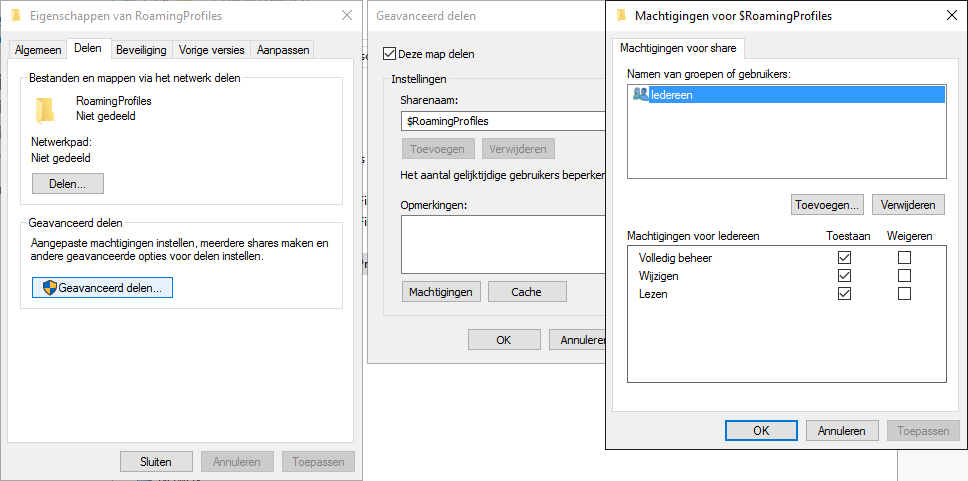 Eigenschappen van RoamingProfiles
Algemeen
Delen
Beveiliging
Vorige versies
Aanpassen
Bestanden en mappen via het netwerk delen
RoamingProfiles
Niet gedeeld
Netwerkpad:
Niet gedeeld
Delen...
Geavanceerd delen
Aangepaste machtigingen instellen, meerdere shares maken en
andere geavanceerde opties voor delen instellen.
Geavanceerd delen...
Sluiten
Annuleren
Toepassen
Geavanceerd delen
Deze map delen
Instellingen
Sharenaam:
$RoamingProfiles
Toevoegen
Verwijderen
Het aantal gelijktijdige gebruikers beperken
Opmerkingen:
Machtigingen
Cache
OK
Annuleren
Machtigingen voor $RoamingProfiles
Machtigingen voor share
Namen van groepen of gebruikers:
Iedereen
Toevoegen...
Verwijderen
Machtigingen voor Iedereen
Toestaan
Weigeren
Volledig beheer
Wijzigen
Lezen
OK
Annuleren
Toepassen